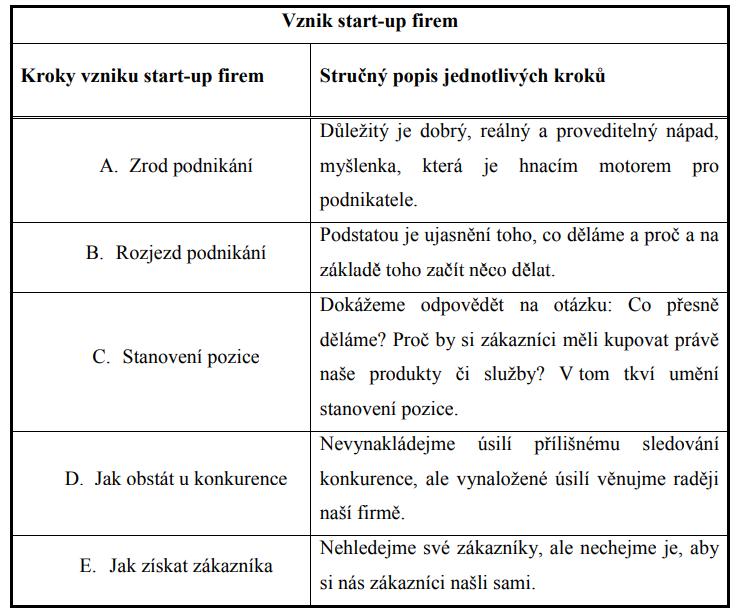 Vznik start-up firem
Kroky vzniku start-up firem
Stručný popis jednotlivých kroků
A. Zrod podnikání
Důležitý je dobrý, reálný a proveditelný nápad,
myšlenka, která je hnacím motorem pro
podnikatele.
B. Rozjezd podnikání
Podstatou je ujasnění toho, co děláme a proč a na
základě toho začít něco dělat.
C. Stanovení pozice
Dokážeme odpovědět na otázku: Co přesně
děláme? Proč by si zákazníci měli kupovat právě
naše produkty či služby? V tom tkví umění
stanovení pozice.
D. Jak obstát u konkurence
Nevynakládejme úsilí přílišnému sledování
konkurence, ale vynaložené úsilí věnujme raději
naší firmě.
E. Jak získat zákazníka
Nehledejme své zákazníky, ale nechejme je, aby
si nás zákazníci našli sami.